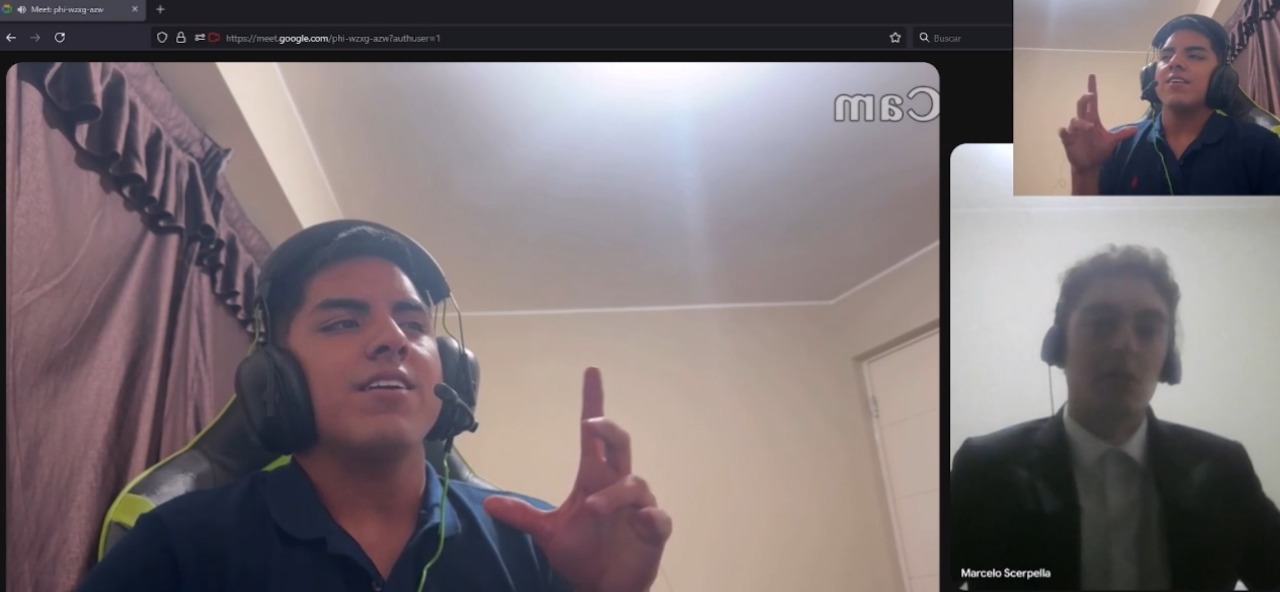 Meet: phi-wzxg-azw
https://meet.google.com/phi-wzxg-azw?authuser=1
Buscar
Cam
Marcelo Scerpella